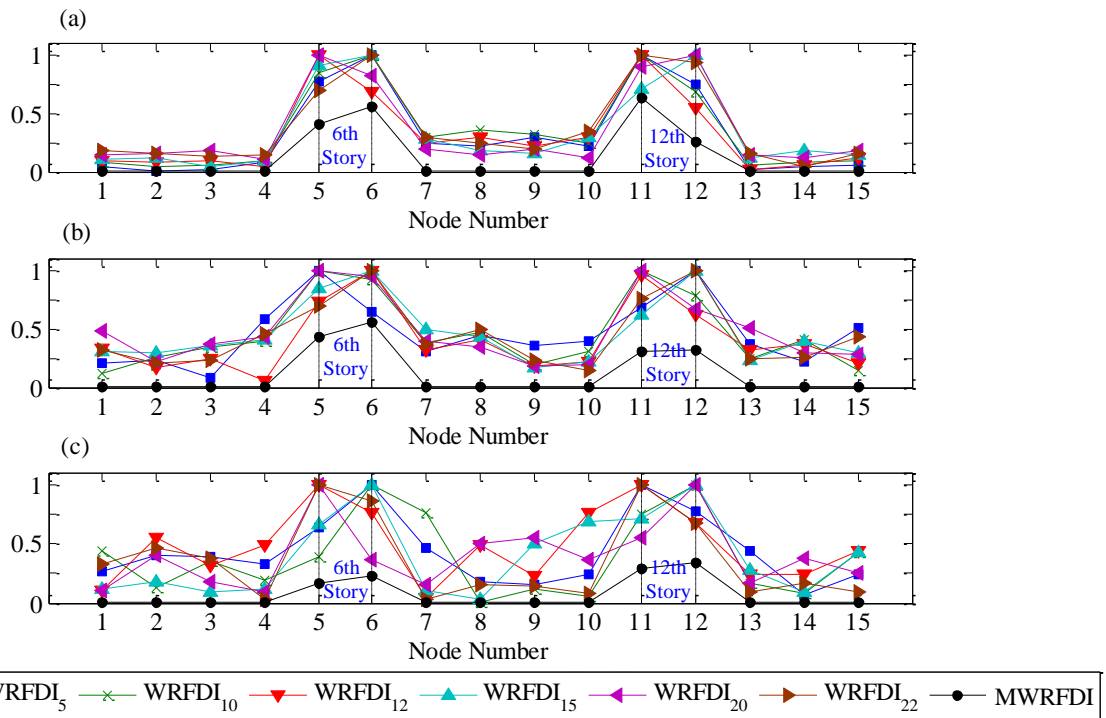 (a)
1
0.5
0
6th
Story
12th
Story
1 2 3 4 5 6 7 8 9 10 11 12 13 14 15
Node Number
(b)
1
0.5
0
6th
Story
12th
Story
1 2 3 4 5 6 7 8 9 10 11 12 13 14 15
Node Number
(c)
1
0.5
0
6th
Story
12th
Story
1 2 3 4 5 6 7 8 9 10 11 12 13 14 15
Node Number
WRFDI5 WRFDI10 WRFDI12 WRFDI15 WRFDI20 WRFDI22 MWRFDI